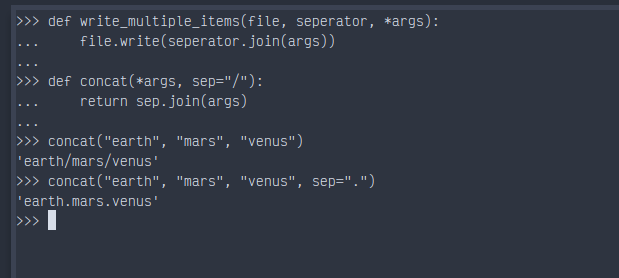 >>> def write_multiple_items(file, seperator, *args):
...     file.write(seperator.join(args))
...
>>> def concat(*args, sep="/"):
...     return sep.join(args)
...
>>> concat("earth", "mars", "venus")
'earth/mars/venus'
>>> concat("earth", "mars", "venus", sep=".")
'earth.mars.venus'
>>>